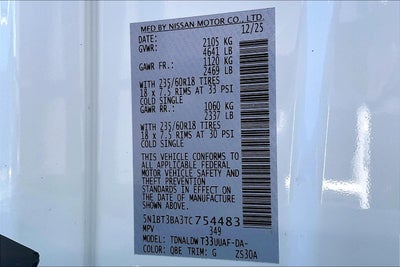 MFD BY NISSAN MOTOR CO., LTD.
DATE: 12/25
GVWR: 2105 KG
4641 LB
GAWR FR.: 1120 KG
2469 LB
WITH 235/60R18 TIRES
18 x 7.5 RIMS AT 33 PSI
COLD SINGLE
GAWR RR.: 1060 KG
2337 LB
WITH 235/60R18 TIRES
18 x 7.5 RIMS AT 30 PSI
COLD SINGLE
THIS VEHICLE CONFORMS TO
ALL APPLICABLE FEDERAL
MOTOR VEHICLE SAFETY
AND THEFT PREVENTION
STANDARDS IN EFFECT ON
THE DATE OF MANUFACTURE
SHOWN ABOVE.
5N1BT3BA3TC754483
MPV 349
MODEL: TDNALDWT33UUAF-DA-
COLOR: QBE TRIM: G 2S30A